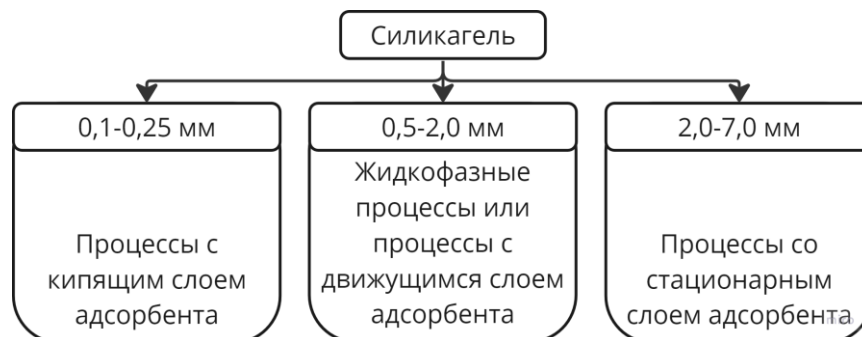 Силикагель
0,1-0,25 мм
Процессы с
кипящим слоем
адсорбента
0,5-2,0 мм
Жидкофазные
процессы или
процессы с
движущимся слоем
адсорбента
2,0-7,0 мм
Процессы со
стационарным
слоем адсорбента
miro